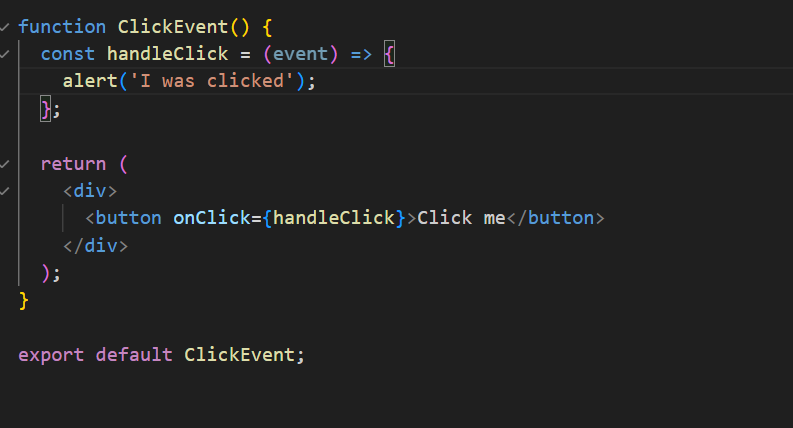 function ClickEvent() {
  const handleClick = (event) => {
    alert('I was clicked');
  };
  return (
    <div>
      <button onClick={handleClick}>Click me</button>
    </div>
  );
}
export default ClickEvent;